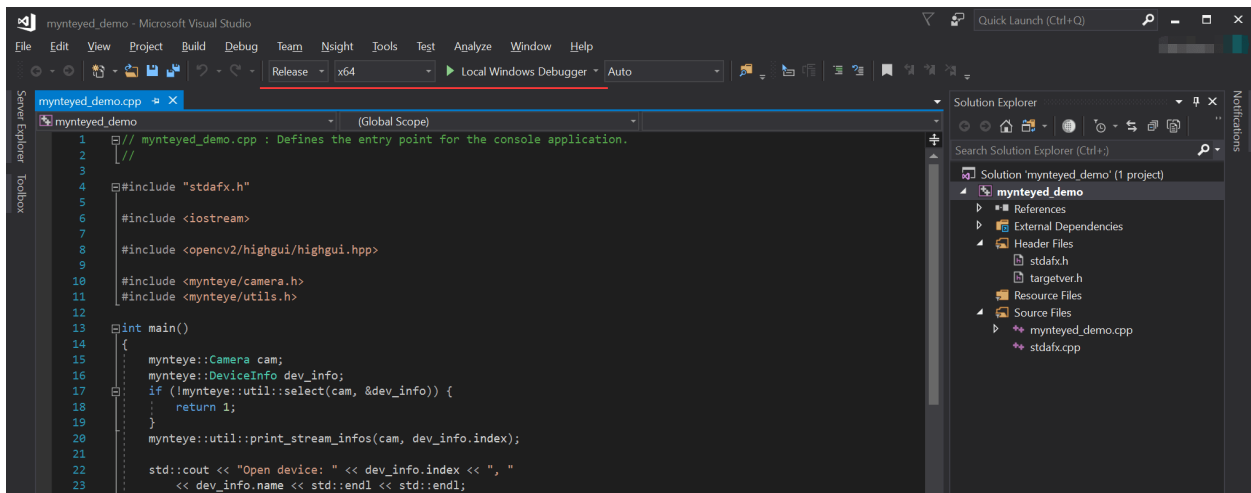 mynteyed_demo - Microsoft Visual Studio
Quick Launch (Ctrl+Q)
File Edit View Project Build Debug Team Nsight Tools Test Analyze Window Help
Release x64 Local Windows Debugger Auto
Server Explorer
Toolbox
mynteyed_demo.cpp
mynteyed_demo (Global Scope)
1 // mynteyed_demo.cpp : Defines the entry point for the console application.
2 //
3
4 #include "stdafx.h"
5
6 #include <iostream>
7
8 #include <opencv2/highgui/highgui.hpp>
9
10 #include <mynteye/camera.h>
11 #include <mynteye/utils.h>
12
13 int main()
14 {
15 mynteye::Camera cam;
16 mynteye::DeviceInfo dev_info;
17 if (!mynteye::util::select(cam, &dev_info)) {
18 return 1;
19 }
20 mynteye::util::print_stream_infos(cam, dev_info.index);
21
22 std::cout << "Open device: " << dev_info.index << ", "
23 << dev_info.name << std::endl << std::endl;
Solution Explorer
Search Solution Explorer (Ctrl+;)
Solution 'mynteyed_demo' (1 project)
mynteyed_demo
References
External Dependencies
Header Files
stdafx.h
targetver.h
Resource Files
Source Files
mynteyed_demo.cpp
stdafx.cpp
Notifications